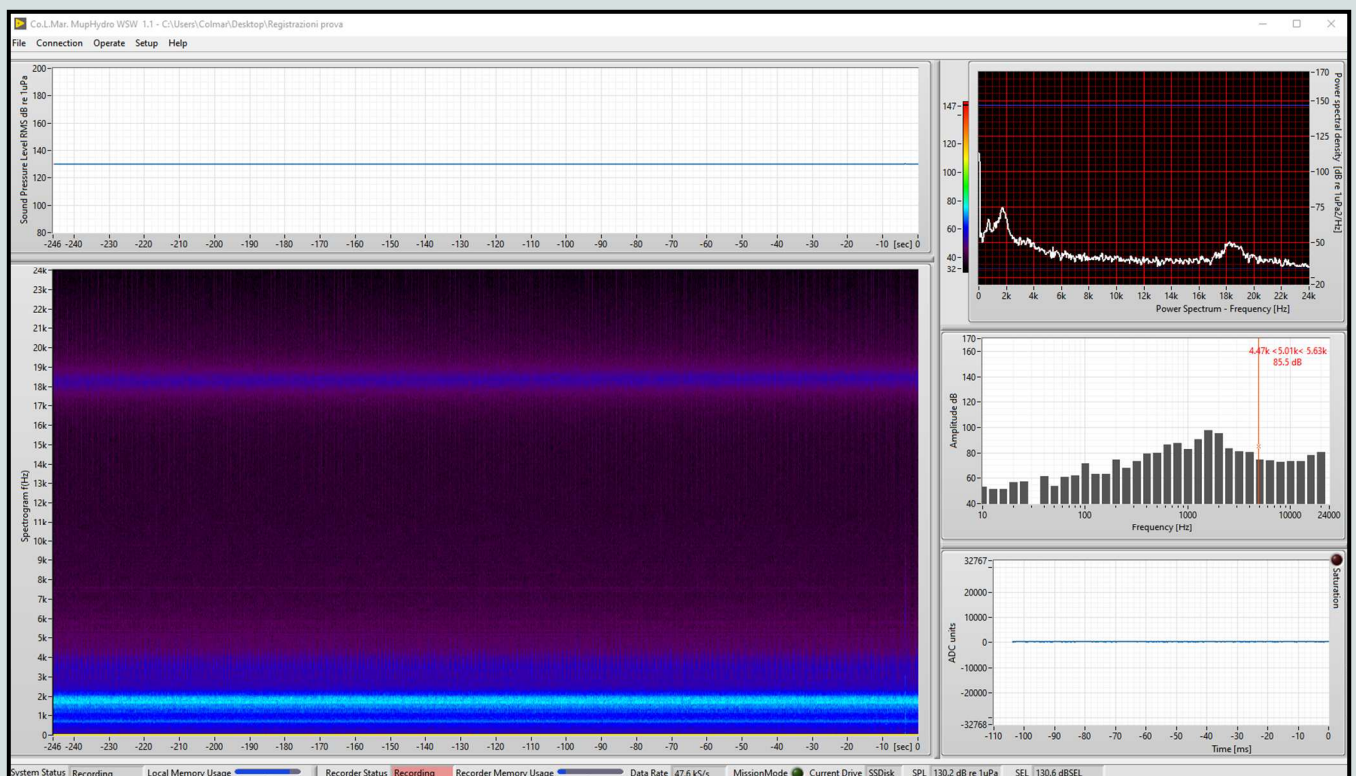 Co.L.Mar. MupHydro WSW 1.1 - C:\Users\Colmar\Desktop\Registrazioni prova
File Connection Operate Setup Help
Sound Pressure Level RMS dB re 1uPa
200
180
160
140
120
100
80
-246 -240 -230 -220 -210 -200 -190 -180 -170 -160 -150 -140 -130 -120 -110 -100 -90 -80 -70 -60 -50 -40 -30 -20 -10 [sec] 0
Spectrogram f(Hz)
24k
23k
22k
21k
20k
19k
18k
17k
16k
15k
14k
13k
12k
11k
10k
9k
8k
7k
6k
5k
4k
3k
2k
1k
0
-246 -240 -230 -220 -210 -200 -190 -180 -170 -160 -150 -140 -130 -120 -110 -100 -90 -80 -70 -60 -50 -40 -30 -20 -10 [sec] 0
147
120
100
80
60
40
32
170
150
125
100
75
50
20
Power spectral density [dB re 1uPa2/Hz]
0 2k 4k 6k 8k 10k 12k 14k 16k 18k 20k 22k 24k
Power Spectrum - Frequency [Hz]
Amplitude dB
170
160
140
120
100
80
60
40
4.47k <5.01k< 5.63k
85.5 dB
10 100 1000 10000 24000
Frequency [Hz]
ADC units
32767
20000
10000
0
-10000
-20000
-32768
Saturation
-110 -100 -90 -80 -70 -60 -50 -40 -30 -20 -10 0
Time [ms]
System Status Recording Local Memory Usage Recorder Status Recording Recorder Memory Usage Data Rate 47.6 kS/s MissionMode Current Drive SSDisk SPL 130.2 dB re 1uPa SEL 130.6 dBSEL